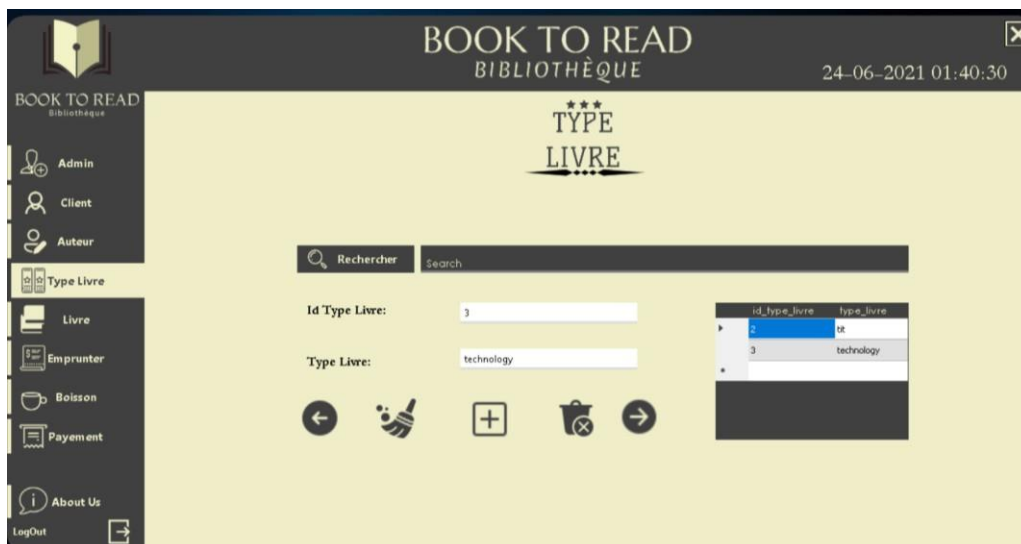 BOOK TO READ
BIBLIOTHÈQUE
24-06-2021 01:40:30
BOOK TO READ
Bibliothèque
TYPE
LIVRE
Admin
Client
Auteur
Type Livre
Livre
Emprunter
Boisson
Payement
About Us
LogOut
Rechercher
Search
Id Type Livre:
3
Type Livre:
technology
id_type_livre type_livre
2 tit
3 technology